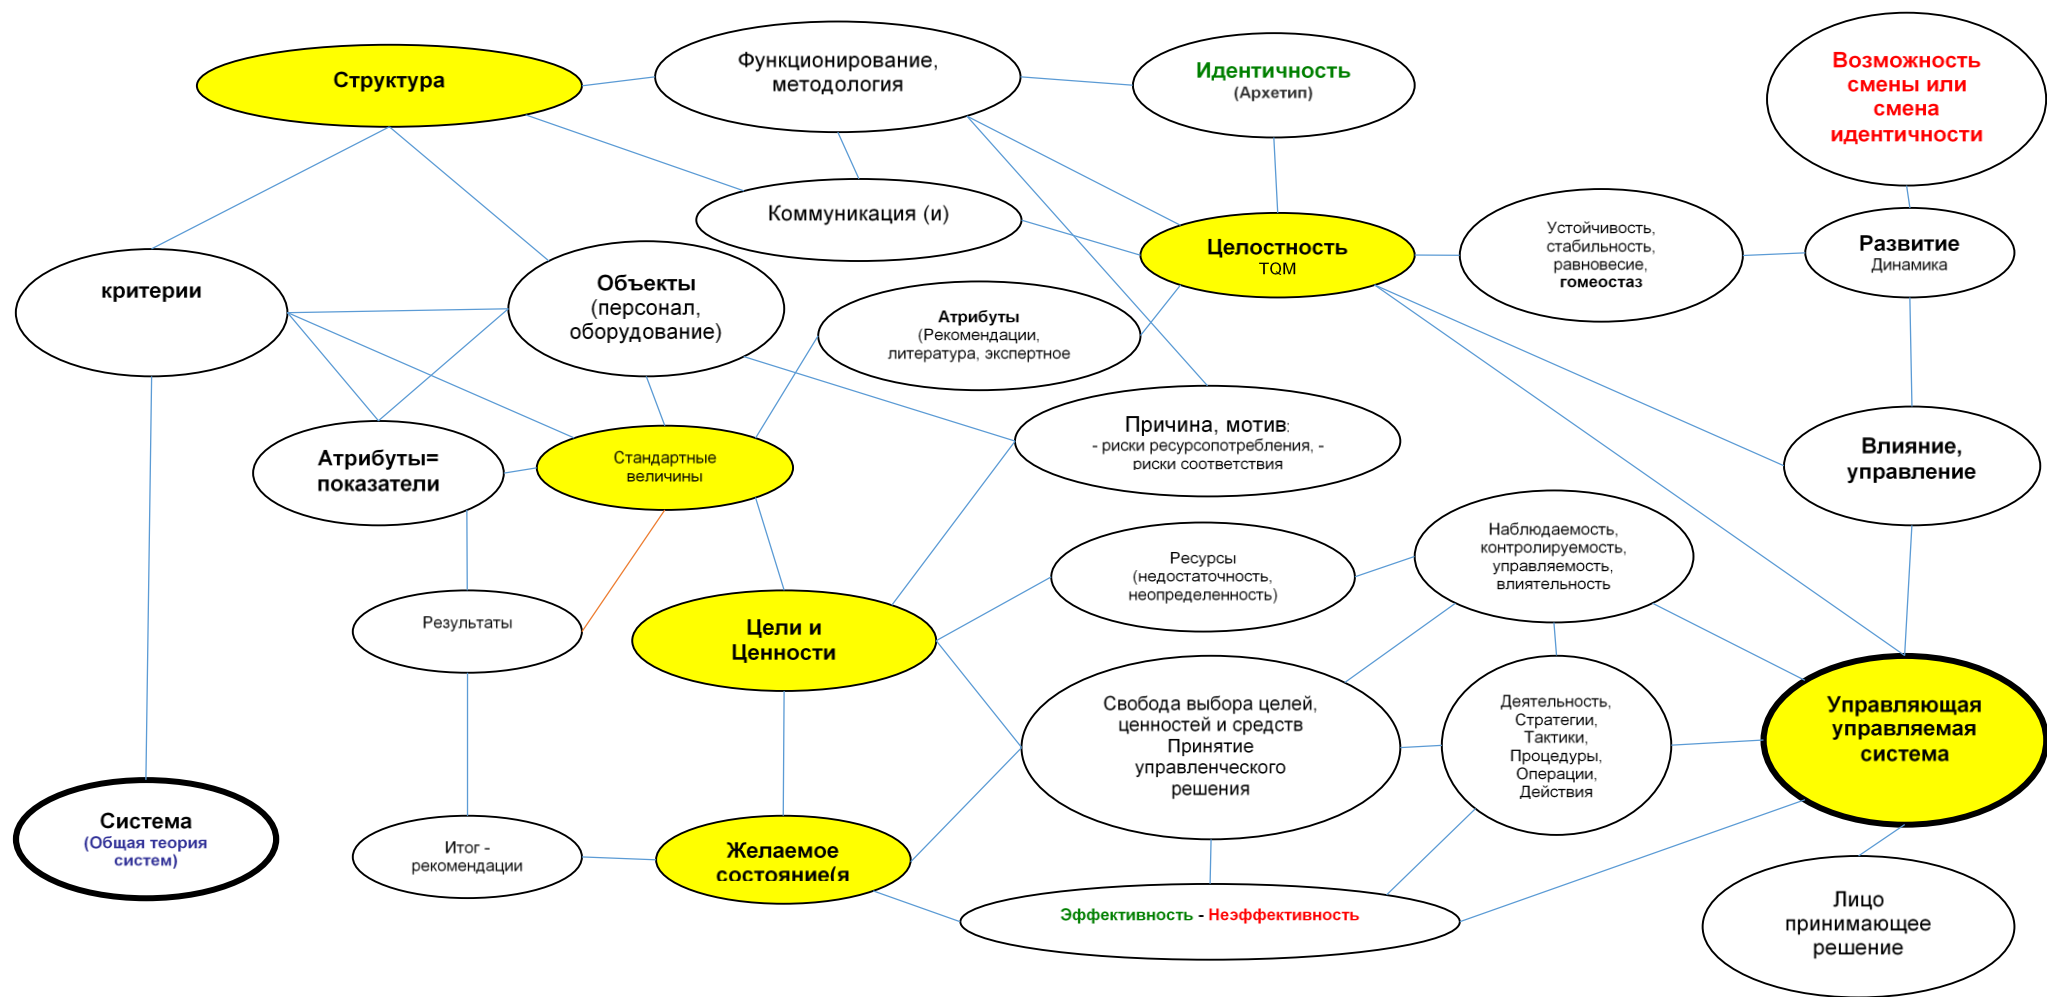 Структура
Функционирование,
методология
Идентичность
(Архетип)
Возможность
смены или
смена
идентичности
Коммуникация (и)
Целостность
TQM
Устойчивость,
стабильность,
равновесие,
гомеостаз
Развитие
Динамика
критерии
Объекты
(персонал,
оборудование)
Атрибуты
(Рекомендации,
литература, экспертное
Причина, мотив:
- риски ресурсопотребления, -
риски соответствия
Влияние,
управление
Атрибуты=
показатели
Стандартные
величины
Наблюдаемость,
контролируемость,
управляемость,
влиятельность
Ресурсы
(недостаточность,
неопределенность)
Результаты
Цели и
Ценности
Свобода выбора целей,
ценностей и средств
Принятие
управленческого
решения
Деятельность,
Стратегии,
Тактики,
Процедуры,
Операции,
Действия
Управляющая
управляемая
система
Система
(Общая теория
систем)
Итог -
рекомендации
Желаемое
состояние(я
Эффективность - Неэффективность
Лицо
принимающее
решение